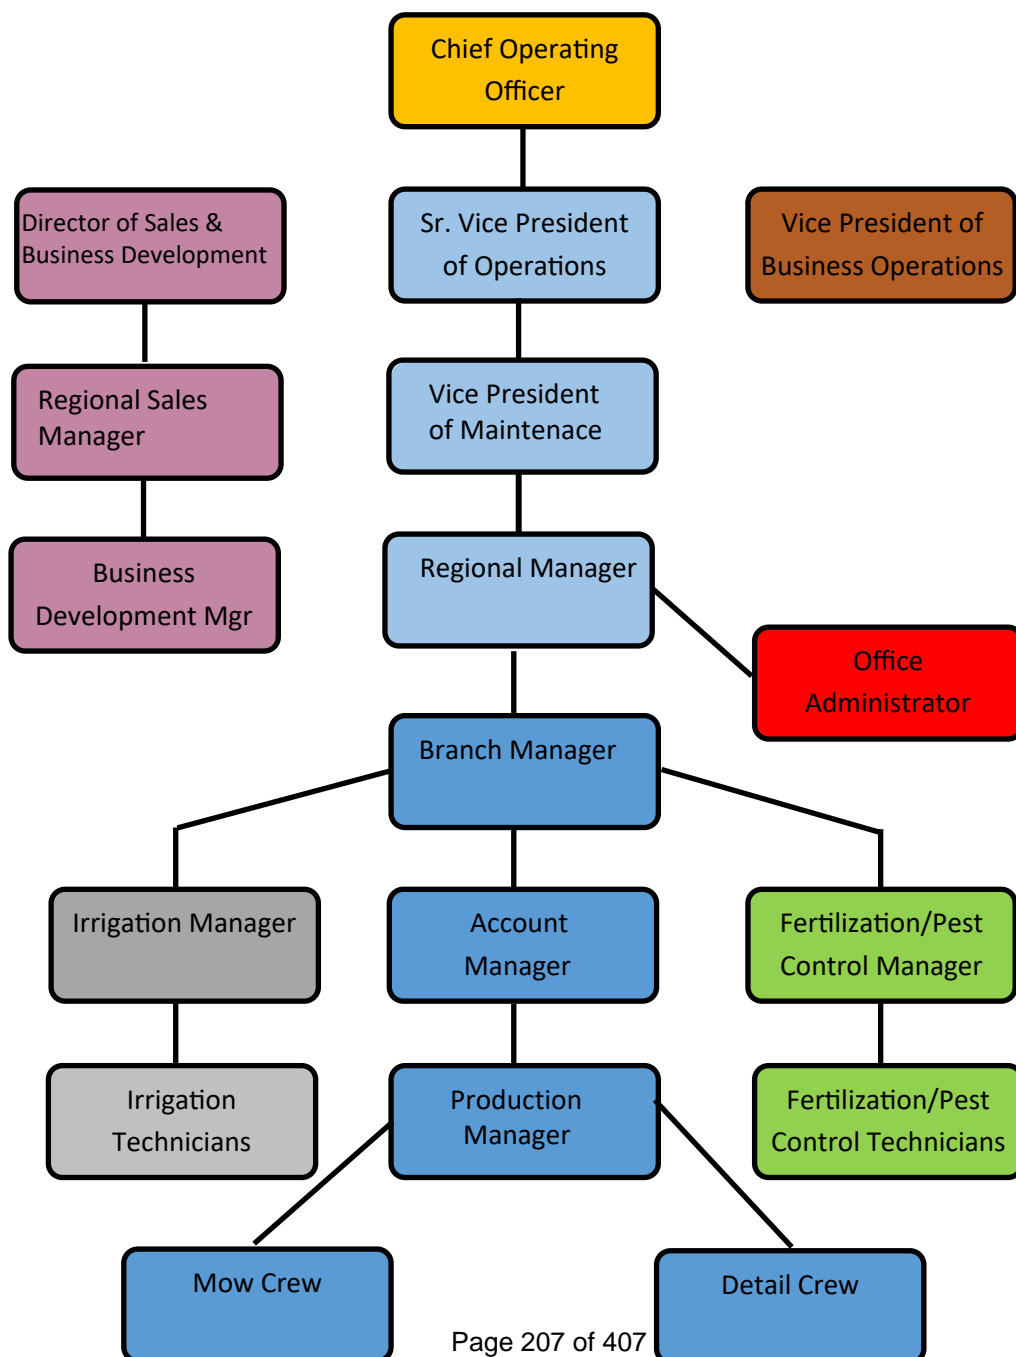 Chief Operating
Officer
Director of Sales &
Business Development
Sr. Vice President
of Operations
Vice President of
Business Operations
Regional Sales
Manager
Vice President
of Maintenace
Business
Development Mgr
Regional Manager
Office
Administrator
Branch Manager
Irrigation Manager
Account
Manager
Fertilization/Pest
Control Manager
Irrigation
Technicians
Production
Manager
Fertilization/Pest
Control Technicians
Mow Crew
Detail Crew
Page 207 of 407